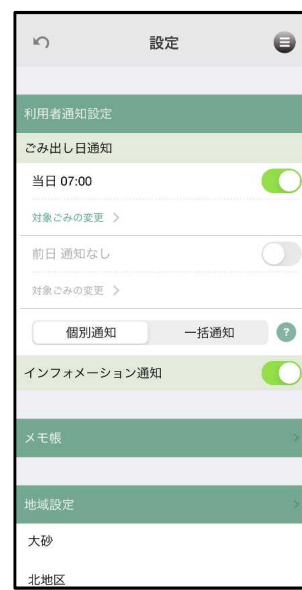 設定
利用者通知設定
ごみ出し日通知
当日 07:00
対象ごみの変更 >
前日 通知なし
対象ごみの変更 >
個別通知 一括通知 ?
インフォメーション通知
メモ帳 >
地域設定 >
大砂
北地区